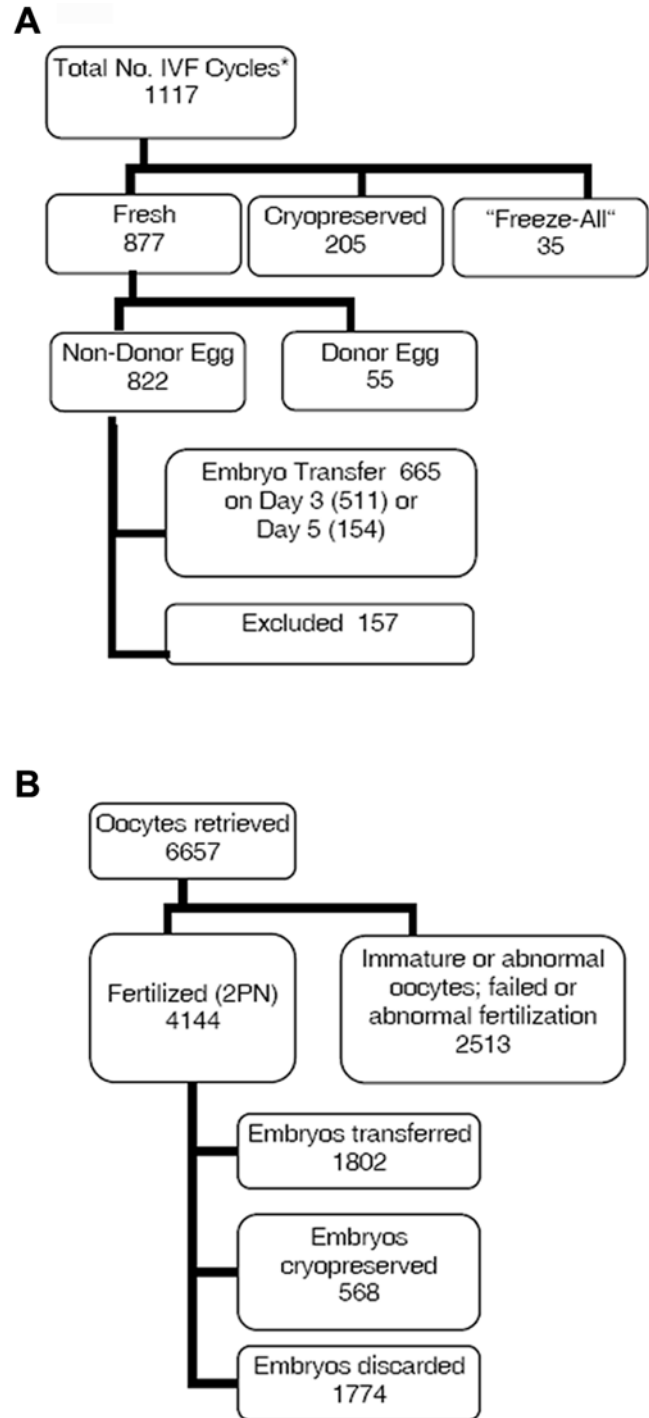 A
Total No. IVF Cycles*
1117
Fresh
877
Cryopreserved
205
“Freeze-All“
35
Non-Donor Egg
822
Donor Egg
55
Embryo Transfer 665
on Day 3 (511) or
Day 5 (154)
Excluded 157
B
Oocytes retrieved
6657
Fertilized (2PN)
4144
Immature or abnormal
oocytes; failed or
abnormal fertilization
2513
Embryos transferred
1802
Embryos
cryopreserved
568
Embryos discarded
1774